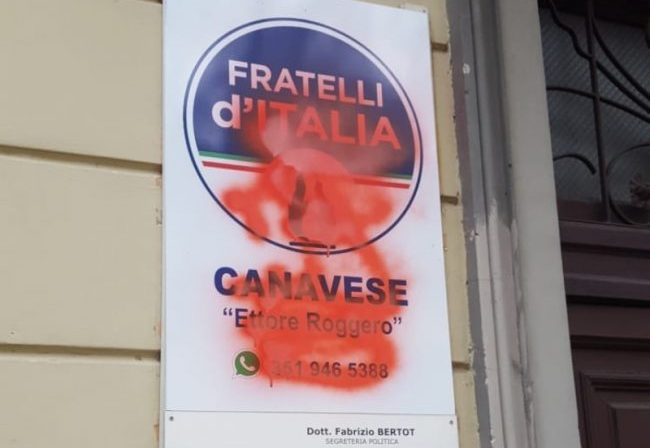 FRATELLI
d'ITALIA
CANAVESE
"Ettore Roggero"
351 946 5388
Dott. Fabrizio BERTOT
SEGRETERIA POLITICA